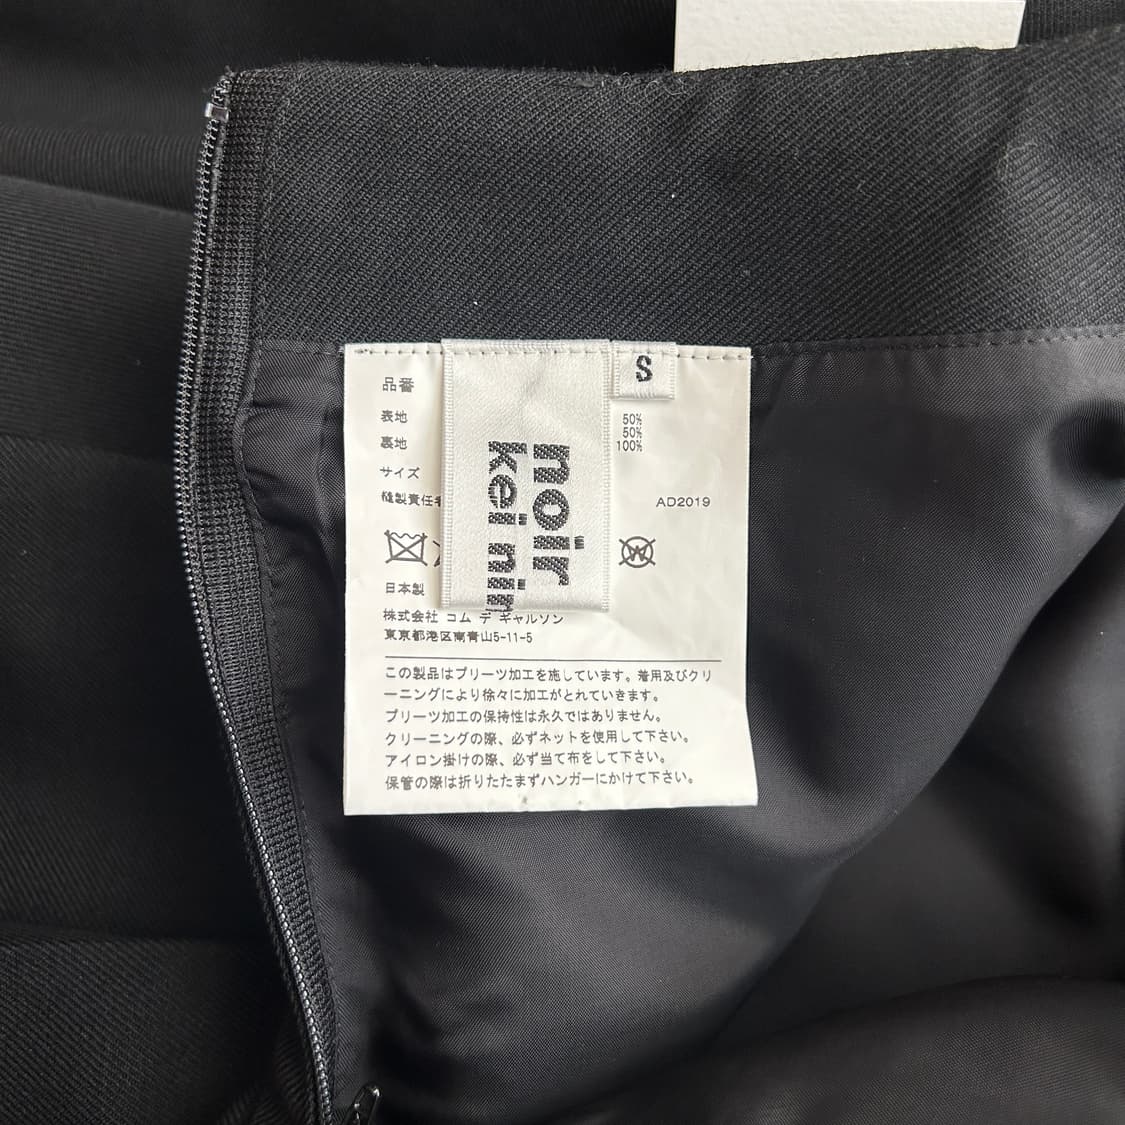 品番
S
表地
50%
50%
裏地
100%
サイズ
縫製責任者
AD2019
noir
kei nin
W
日本製
株式会社 コム デ ギャルソン
東京都港区南青山5-11-5
この製品はプリーツ加工を施しています。着用及びクリ
ーニングにより徐々に加工がとれていきます。
プリーツ加工の保持性は永久ではありません。
クリーニングの際、必ずネットを使用して下さい。
アイロン掛けの際、必ず当て布をして下さい。
保管の際は折りたたまずハンガーにかけて下さい。